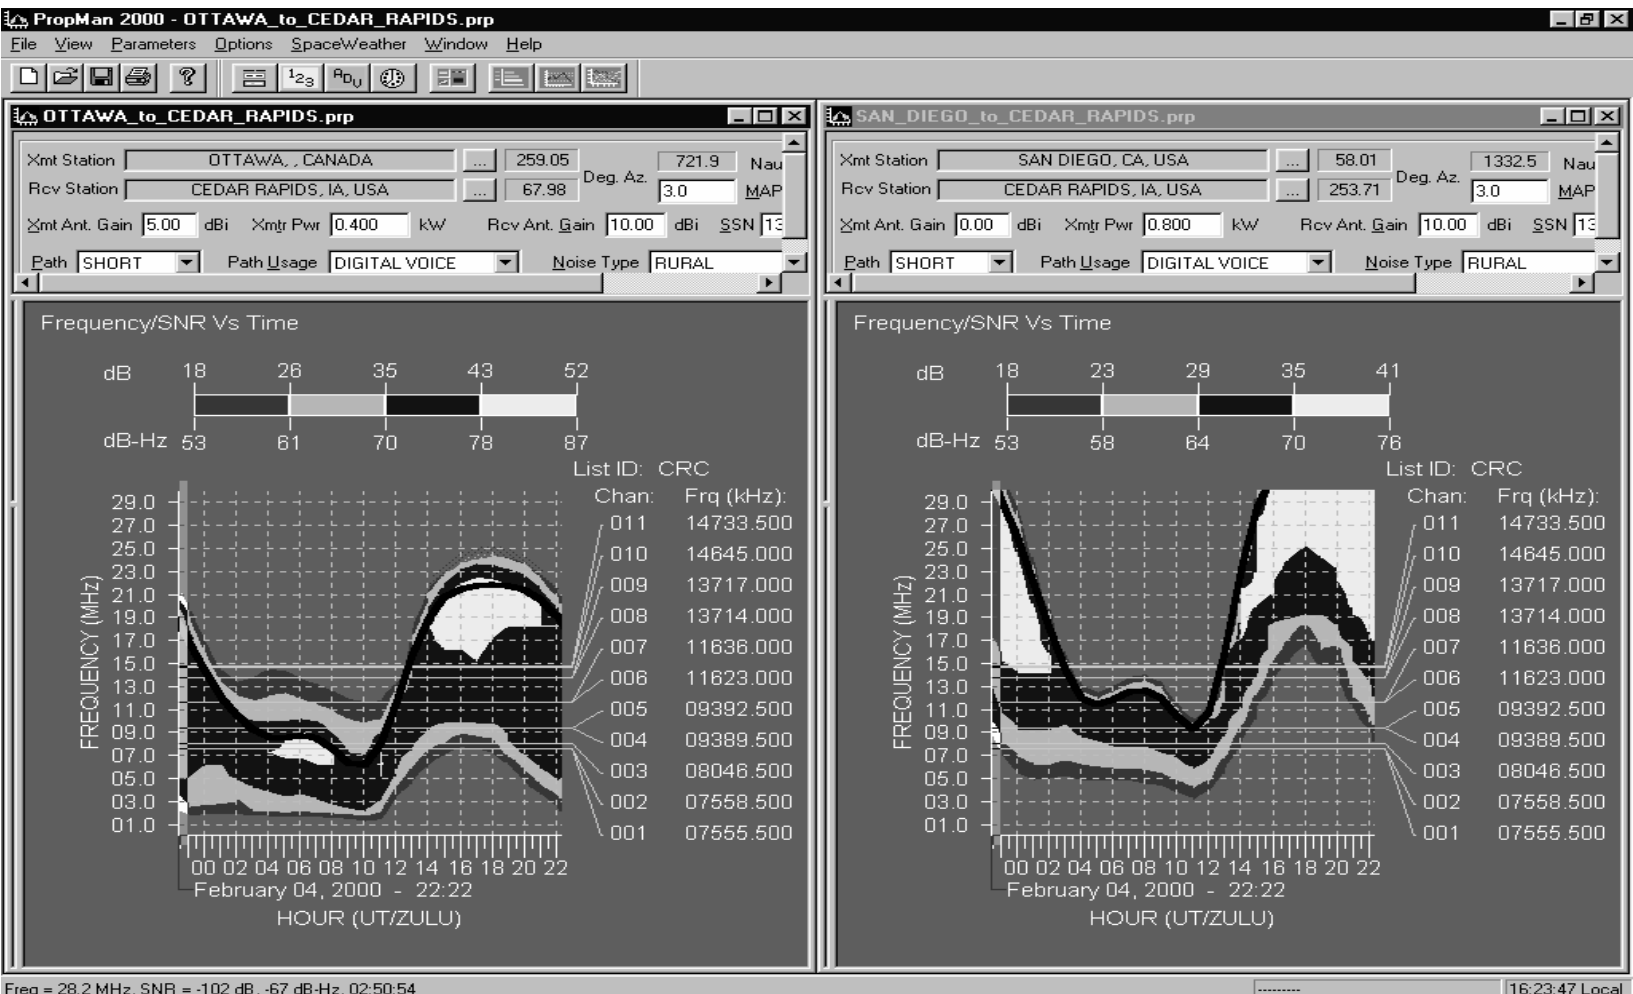 PropMan 2000 - OTTAWA_to_CEDAR_RAPIDS.prp
File View Parameters Options SpaceWeather Window Help
OTTAWA_to_CEDAR_RAPIDS.prp
Xmt Station OTTAWA, , CANADA ... 259.05 Deg. Az. 721.9 Nau
Rcv Station CEDAR RAPIDS, IA, USA ... 67.98 3.0 MAP
Xmt Ant. Gain 5.00 dBi Xmtr Pwr 0.400 kW Rcv Ant. Gain 10.00 dBi SSN 13
Path SHORT Path Usage DIGITAL VOICE Noise Type RURAL
Frequency/SNR Vs Time
dB 18 26 35 43 52
dB-Hz 53 61 70 78 87
List ID: CRC
Chan: Frq (kHz):
011 14733.500
010 14645.000
009 13717.000
008 13714.000
007 11636.000
006 11623.000
005 09392.500
004 09389.500
003 08046.500
002 07558.500
001 07555.500
FREQUENCY (MHz)
29.0
27.0
25.0
23.0
21.0
19.0
17.0
15.0
13.0
11.0
09.0
07.0
05.0
03.0
01.0
00 02 04 06 08 10 12 14 16 18 20 22
February 04, 2000 - 22:22
HOUR (UT/ZULU)
SAN_DIEGO_to_CEDAR_RAPIDS.prp
Xmt Station SAN DIEGO, CA, USA ... 58.01 Deg. Az. 1332.5 Nau
Rcv Station CEDAR RAPIDS, IA, USA ... 253.71 3.0 MAP
Xmt Ant. Gain 0.00 dBi Xmtr Pwr 0.800 kW Rcv Ant. Gain 10.00 dBi SSN 13
Path SHORT Path Usage DIGITAL VOICE Noise Type RURAL
Frequency/SNR Vs Time
dB 18 23 29 35 41
dB-Hz 53 58 64 70 76
List ID: CRC
Chan: Frq (kHz):
011 14733.500
010 14645.000
009 13717.000
008 13714.000
007 11636.000
006 11623.000
005 09392.500
004 09389.500
003 08046.500
002 07558.500
001 07555.500
FREQUENCY (MHz)
29.0
27.0
25.0
23.0
21.0
19.0
17.0
15.0
13.0
11.0
09.0
07.0
05.0
03.0
01.0
00 02 04 06 08 10 12 14 16 18 20 22
February 04, 2000 - 22:22
HOUR (UT/ZULU)
Freq = 28.2 MHz, SNR = -102 dB, -67 dB-Hz, 02:50:54
--------- 16:23:47 Local